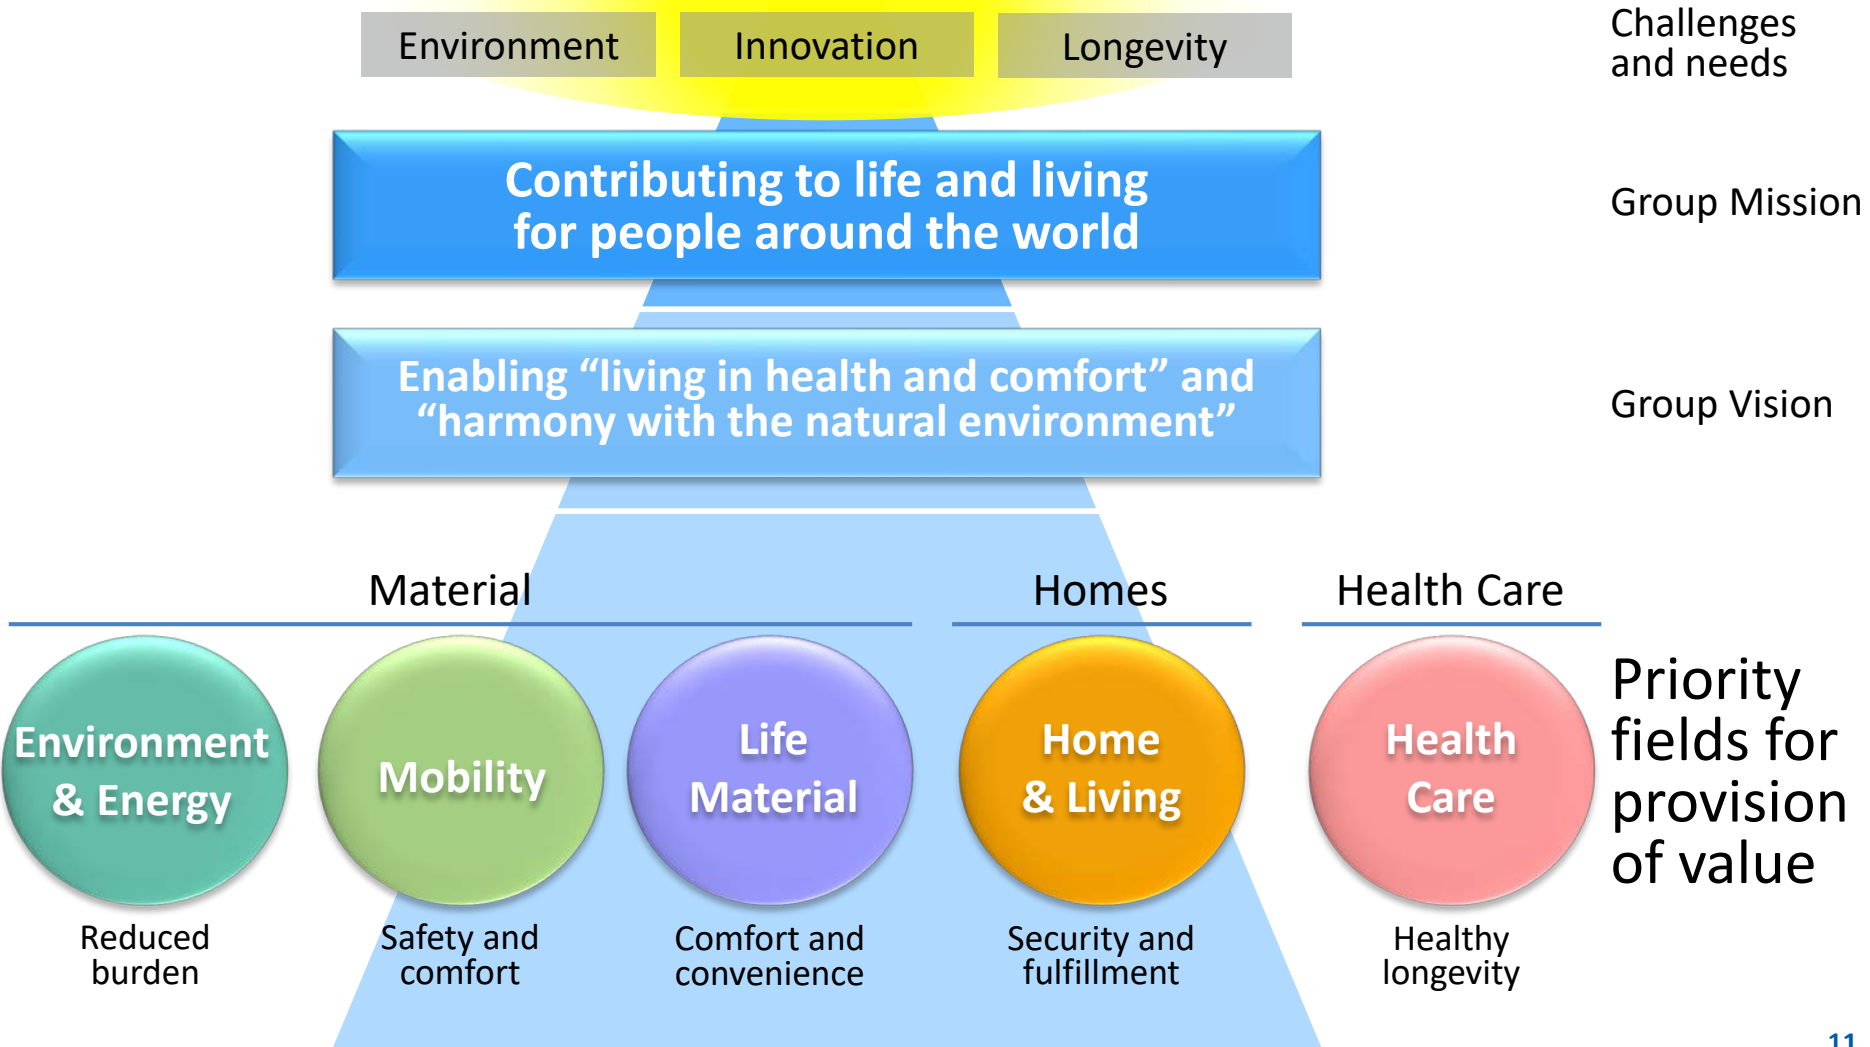 Environment
Innovation
Longevity
Challenges
and needs
Contributing to life and living
for people around the world
Group Mission
Enabling “living in health and comfort” and
“harmony with the natural environment”
Group Vision
Material
Homes
Health Care
Environment
& Energy
Mobility
Life
Material
Home
& Living
Health
Care
Priority
fields for
provision
of value
Reduced
burden
Safety and
comfort
Comfort and
convenience
Security and
fulfillment
Healthy
longevity
11